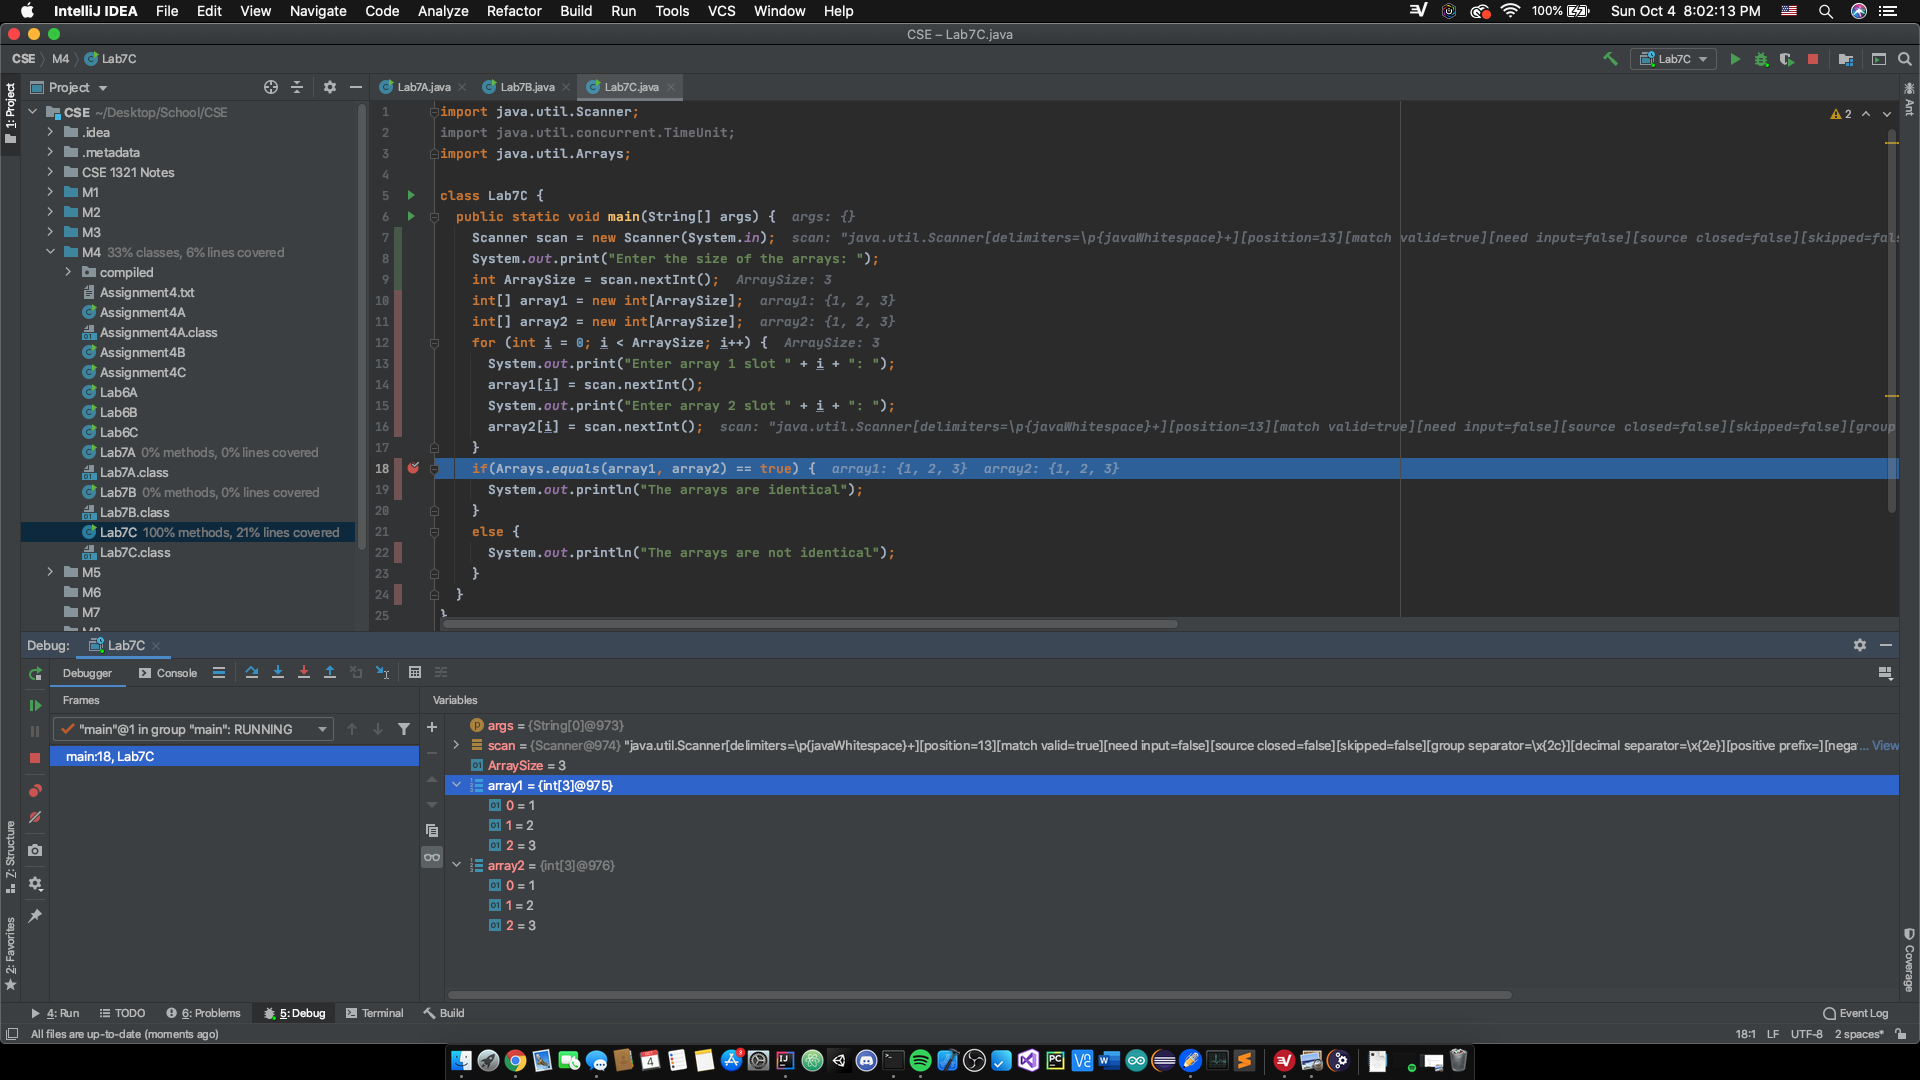 IntelliJ IDEA File Edit View Navigate Code Analyze Refactor Build Run Tools VCS Window Help 100% Sun Oct 4 8:02:13 PM
CSE – Lab7C.java
CSE M4 Lab7C
Lab7C
1: Project
Project
Lab7A.java Lab7B.java Lab7C.java
Ant
CSE ~/Desktop/School/CSE
.idea
.metadata
CSE 1321 Notes
M1
M2
M3
M4 33% classes, 6% lines covered
compiled
Assignment4.txt
Assignment4A
Assignment4A.class
Assignment4B
Assignment4C
Lab6A
Lab6B
Lab6C
Lab7A 0% methods, 0% lines covered
Lab7A.class
Lab7B 0% methods, 0% lines covered
Lab7B.class
Lab7C 100% methods, 21% lines covered
Lab7C.class
M5
M6
M7
2
1 import java.util.Scanner;
2 import java.util.concurrent.TimeUnit;
3 import java.util.Arrays;
4
5 class Lab7C {
6 public static void main(String[] args) { args: {}
7 Scanner scan = new Scanner(System.in); scan: "java.util.Scanner[delimiters=\p{javaWhitespace}+][position=13][match valid=true][need input=false][source closed=false][skipped=fal
8 System.out.print("Enter the size of the arrays: ");
9 int ArraySize = scan.nextInt(); ArraySize: 3
10 int[] array1 = new int[ArraySize]; array1: {1, 2, 3}
11 int[] array2 = new int[ArraySize]; array2: {1, 2, 3}
12 for (int i = 0; i < ArraySize; i++) { ArraySize: 3
13 System.out.print("Enter array 1 slot " + i + ": ");
14 array1[i] = scan.nextInt();
15 System.out.print("Enter array 2 slot " + i + ": ");
16 array2[i] = scan.nextInt(); scan: "java.util.Scanner[delimiters=\p{javaWhitespace}+][position=13][match valid=true][need input=false][source closed=false][skipped=false][group
17 }
18 if(Arrays.equals(array1, array2) == true) { array1: {1, 2, 3} array2: {1, 2, 3}
19 System.out.println("The arrays are identical");
20 }
21 else {
22 System.out.println("The arrays are not identical");
23 }
24 }
25 }
Debug: Lab7C
Debugger Console
Frames
"main"@1 in group "main": RUNNING
main:18, Lab7C
Variables
args = {String[0]@973}
scan = {Scanner@974} "java.util.Scanner[delimiters=\p{javaWhitespace}+][position=13][match valid=true][need input=false][source closed=false][skipped=false][group separator=\x{2c}][decimal separator=\x{2e}][positive prefix=][nega... View
ArraySize = 3
array1 = {int[3]@975}
0 = 1
1 = 2
2 = 3
array2 = {int[3]@976}
0 = 1
1 = 2
2 = 3
Z: Structure
2: Favorites
Coverage
4: Run TODO 6: Problems 5: Debug Terminal Build Event Log
All files are up-to-date (moments ago) 18:1 LF UTF-8 2 spaces*